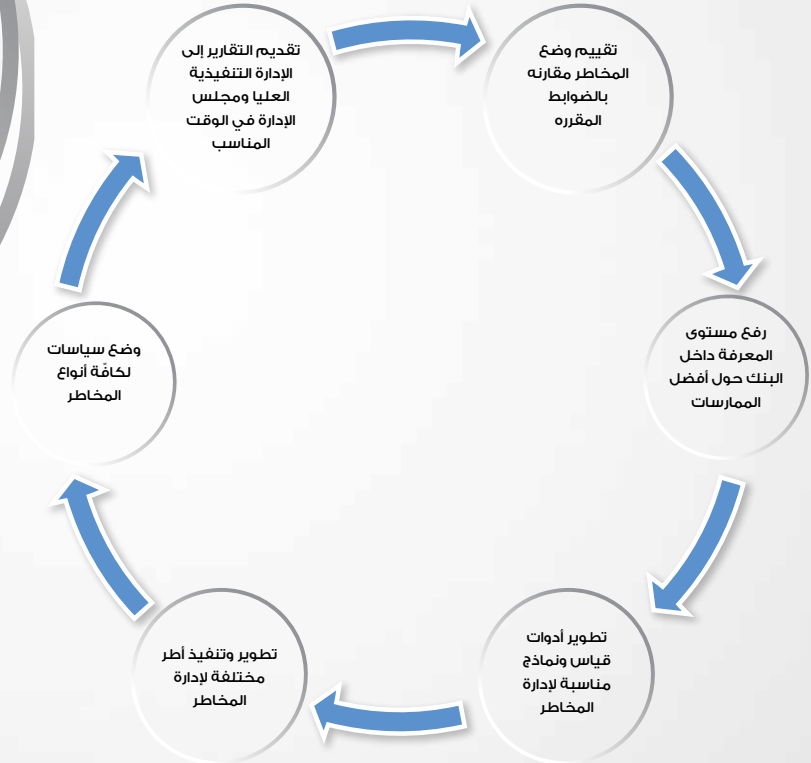 تقييم وضع
المخاطر مقارنه
بالضوابط
المقرره
رفع مستوى
المعرفة داخل
البنك حول أفضل
الممارسات
تطوير أدوات
قياس ونماذج
مناسبة لإدارة
المخاطر
تطوير وتنفيذ أطر
مختلفة لإدارة
المخاطر
وضع سياسات
لكافّة أنواع
المخاطر
تقديم التقارير إلى
الإدارة التنفيذية
العليا ومجلس
الإدارة في الوقت
المناسب